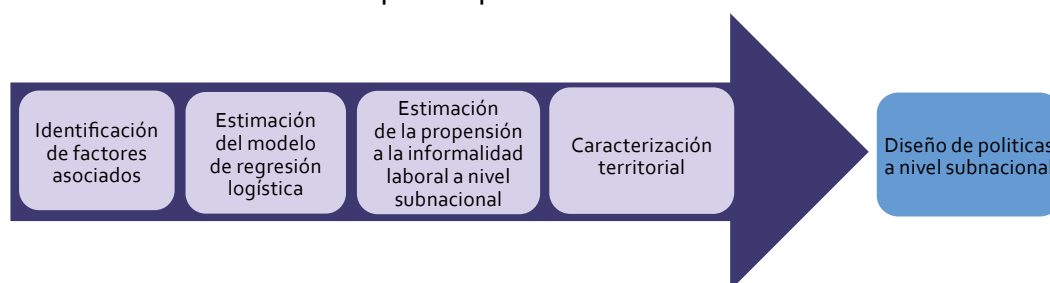 Identificación
de factores
asociados
Estimación
del modelo
de regresión
logística
Estimación
de la propensión
a la informalidad
laboral a nivel
subnacional
Caracterización
territorial
Diseño de politicas
a nivel subnacional